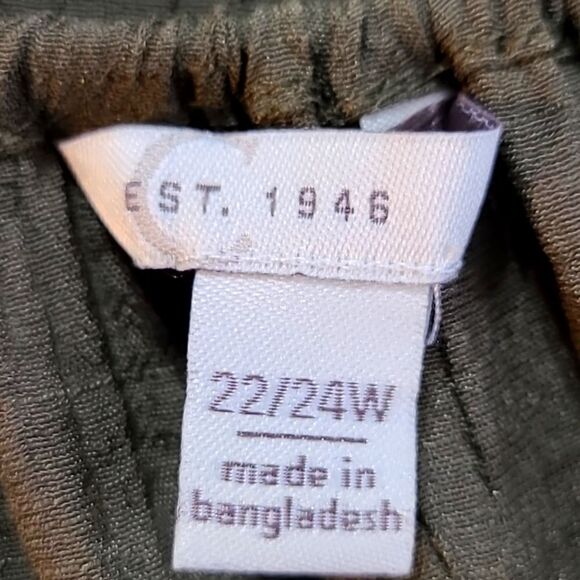 C
EST. 1946
22/24W
made in
bangladesh